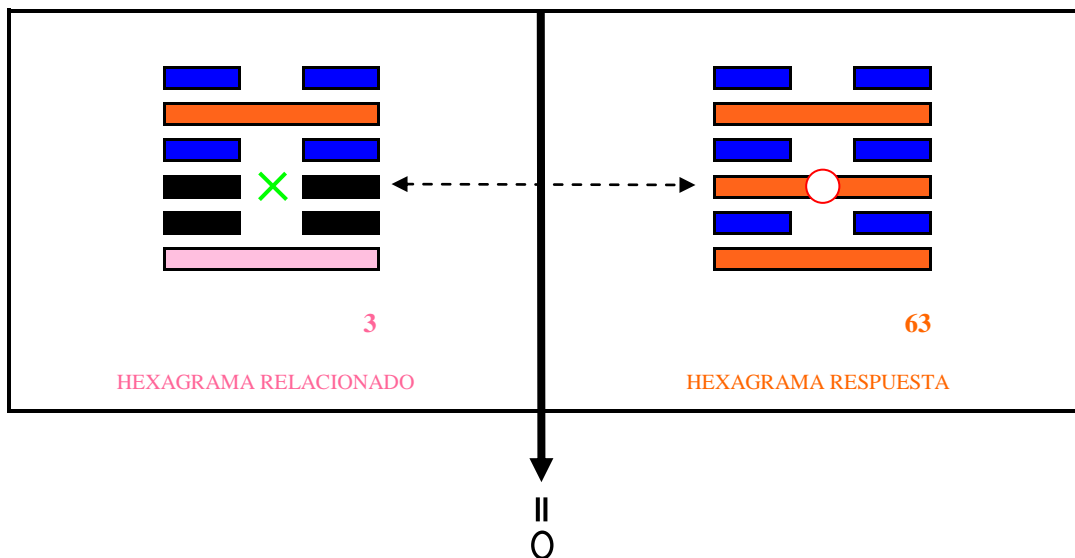 3
63
HEXAGRAMA RELACIONADO
HEXAGRAMA RESPUESTA
=
O